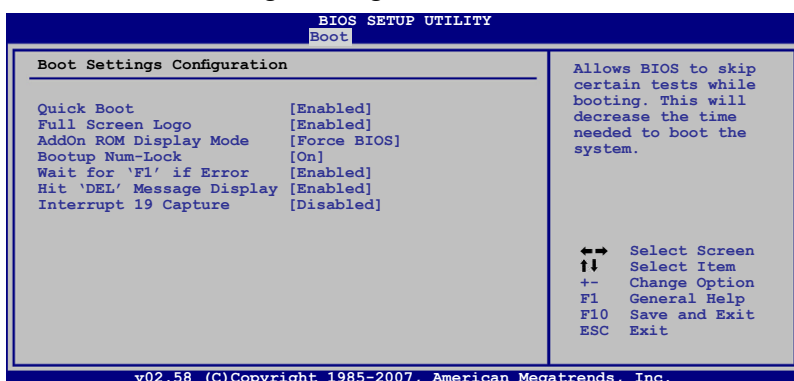 BIOS SETUP UTILITY
Boot
Boot Settings Configuration
Quick Boot [Enabled]
Full Screen Logo [Enabled]
AddOn ROM Display Mode [Force BIOS]
Bootup Num-Lock [On]
Wait for ‘F1’ if Error [Enabled]
Hit ‘DEL’ Message Display [Enabled]
Interrupt 19 Capture [Disabled]
Allows BIOS to skip
certain tests while
booting. This will
decrease the time
needed to boot the
system.
←→ Select Screen
↑↓ Select Item
+- Change Option
F1 General Help
F10 Save and Exit
ESC Exit
v02.58 (C)Copyright 1985-2007, American Megatrends, Inc.